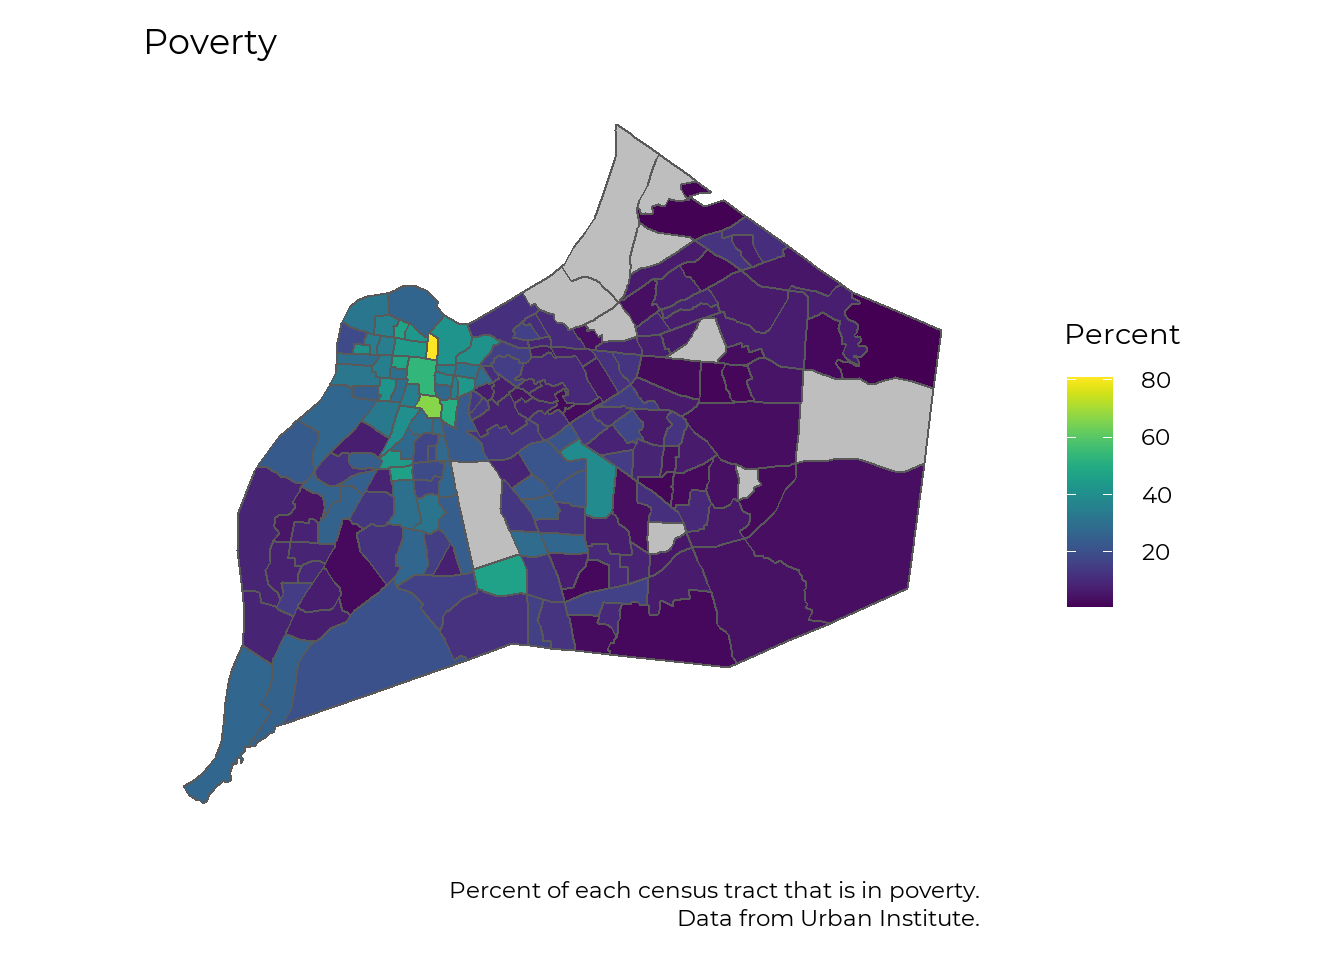 Poverty
Percent
80
60
40
20
Percent of each census tract that is in poverty.
Data from Urban Institute.